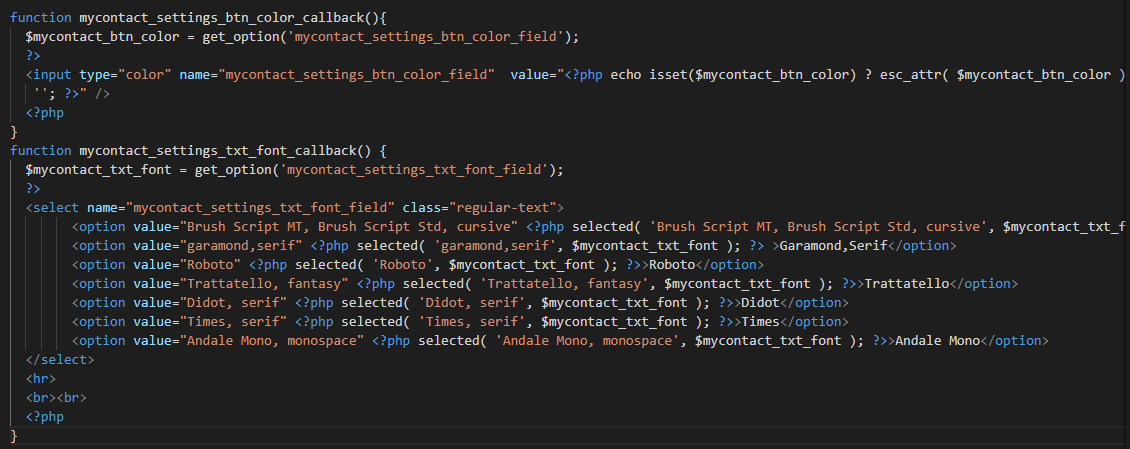 function mycontact_settings_btn_color_callback(){
$mycontact_btn_color = get_option('mycontact_settings_btn_color_field');
?>
<input type="color" name="mycontact_settings_btn_color_field"  value="<?php echo isset($mycontact_btn_color) ? esc_attr( $mycontact_btn_color )
''; ?>" />
<?php
}
function mycontact_settings_txt_font_callback() {
$mycontact_txt_font = get_option('mycontact_settings_txt_font_field');
?>
<select name="mycontact_settings_txt_font_field" class="regular-text">
<option value="Brush Script MT, Brush Script Std, cursive" <?php selected( 'Brush Script MT, Brush Script Std, cursive', $mycontact_txt_f
<option value="garamond,serif" <?php selected( 'garamond,serif', $mycontact_txt_font ); ?> >Garamond,Serif</option>
<option value="Roboto" <?php selected( 'Roboto', $mycontact_txt_font ); ?>>Roboto</option>
<option value="Trattatello, fantasy" <?php selected( 'Trattatello, fantasy', $mycontact_txt_font ); ?>>Trattatello</option>
<option value="Didot, serif" <?php selected( 'Didot, serif', $mycontact_txt_font ); ?>>Didot</option>
<option value="Times, serif" <?php selected( 'Times, serif', $mycontact_txt_font ); ?>>Times</option>
<option value="Andale Mono, monospace" <?php selected( 'Andale Mono, monospace', $mycontact_txt_font ); ?>>Andale Mono</option>
</select>
<hr>
<br><br>
<?php
}